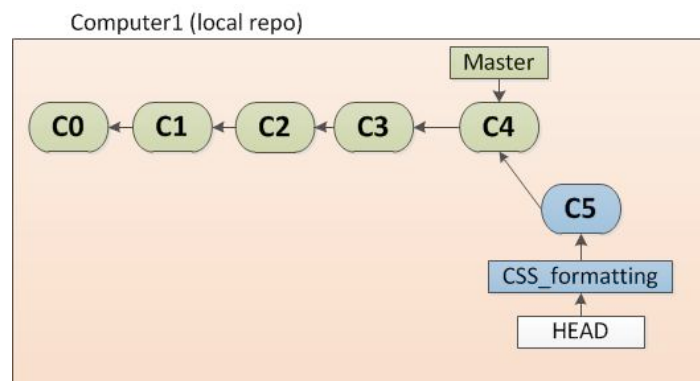 Computer1 (local repo)
Master
C0 C1 C2 C3 C4
C5
CSS_formatting
HEAD